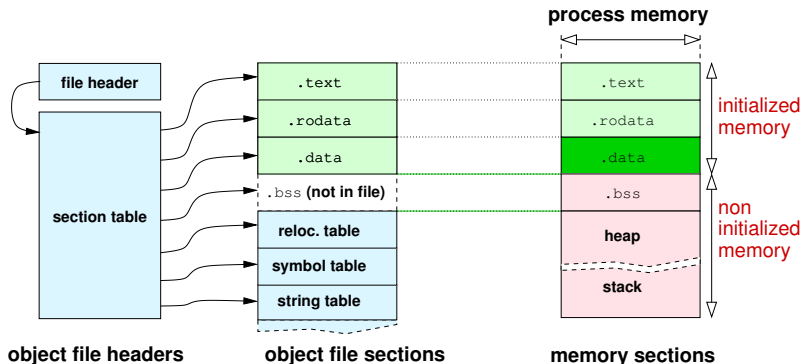 process memory
file header
.text
.text
.rodata
.rodata
initialized
memory
.data
.data
section table
.bss (not in file)
.bss
non
initialized
memory
reloc. table
heap
symbol table
string table
stack
object file headers
object file sections
memory sections